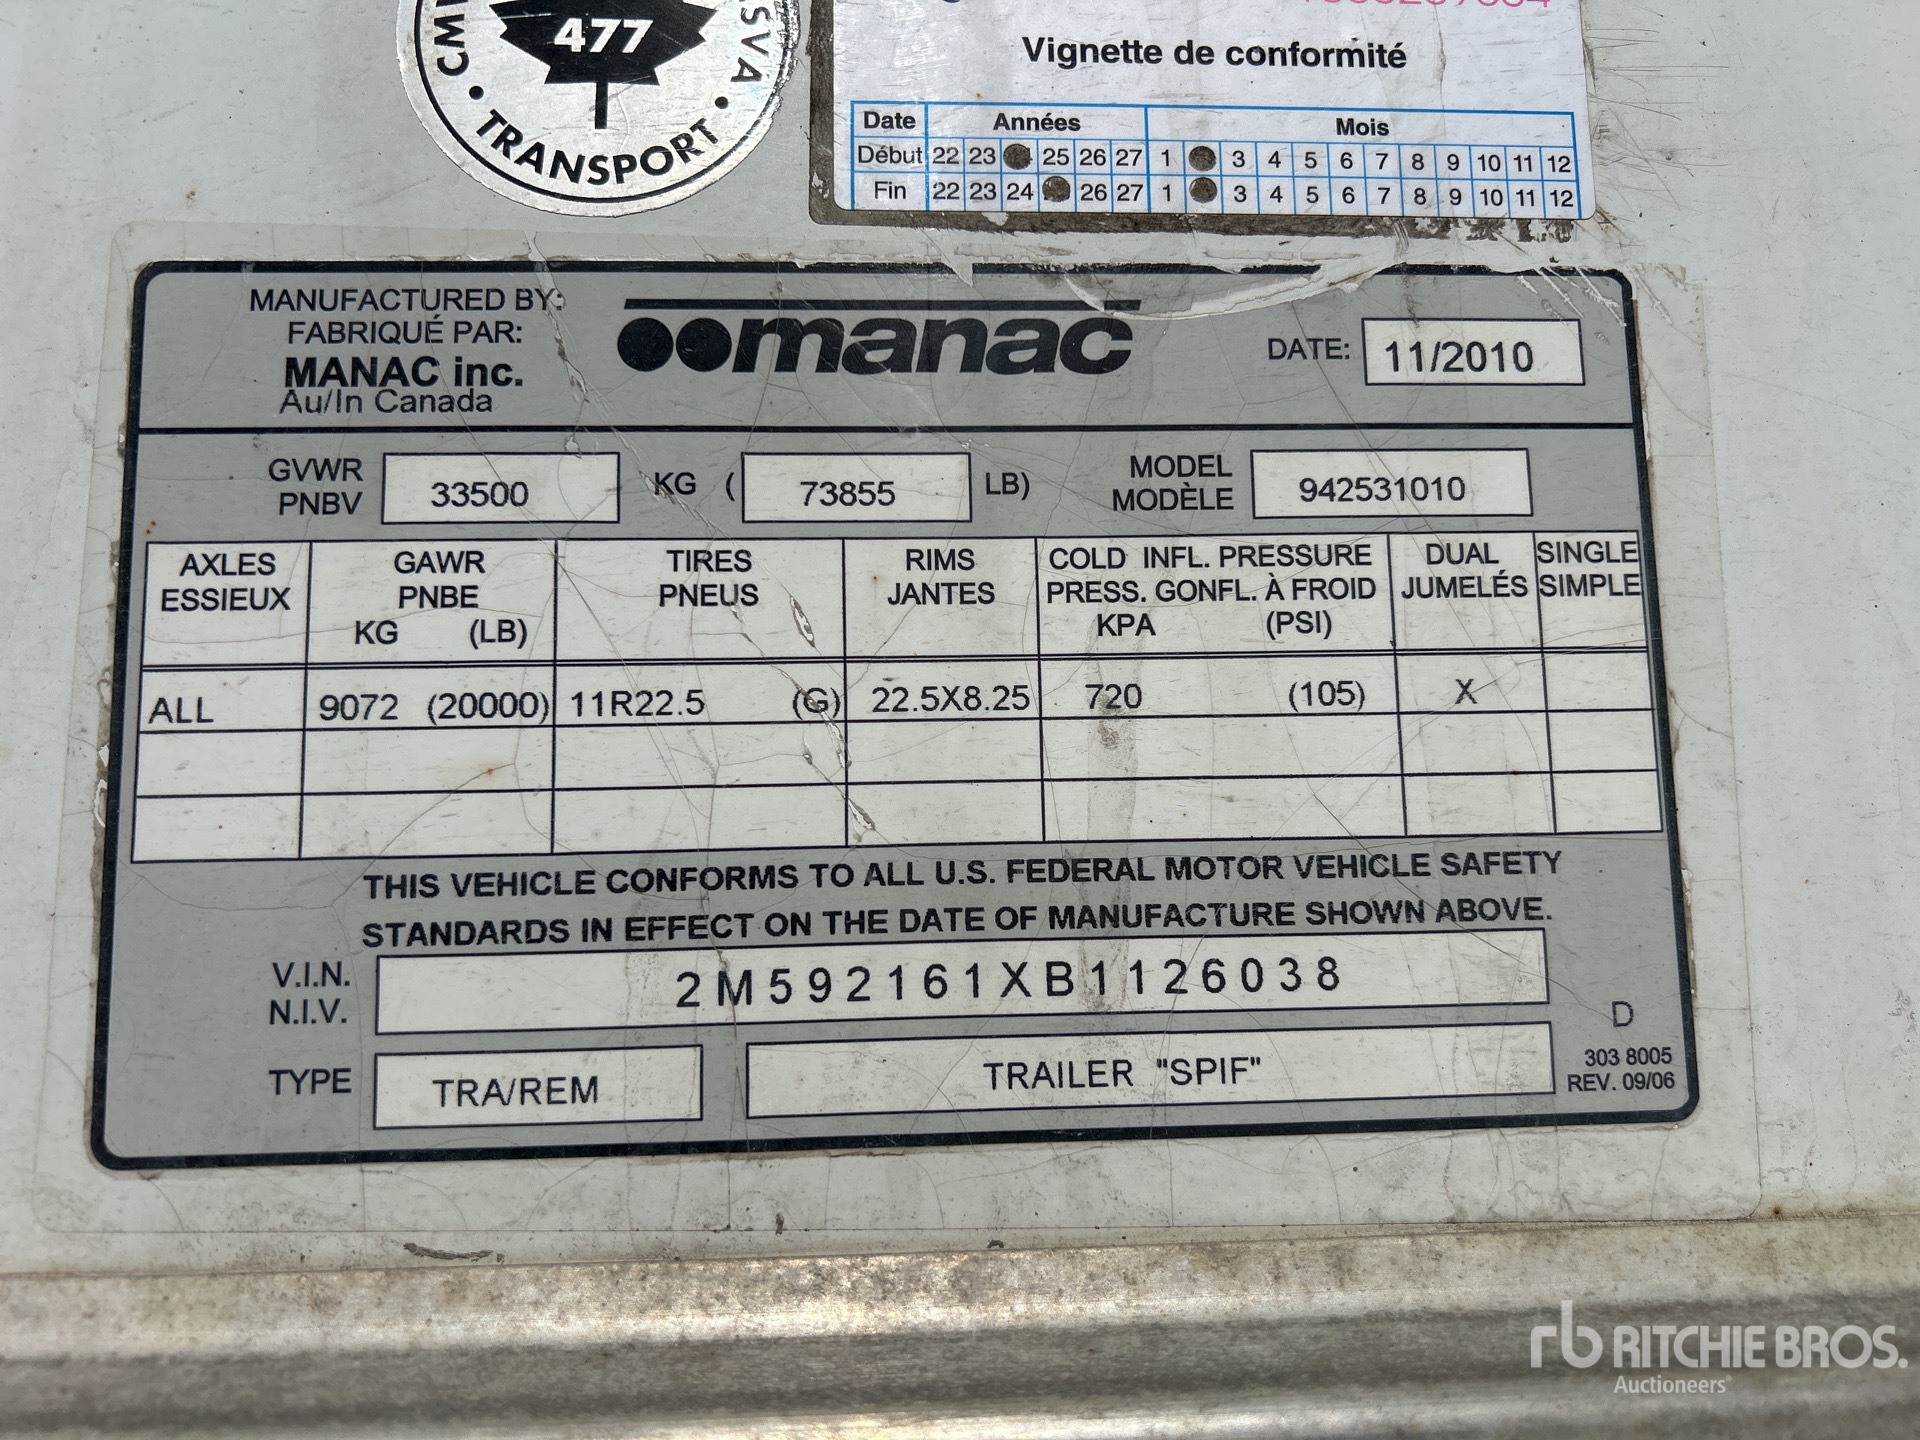 477
TRANSPORT
Vignette de conformité
Date Années Mois
Début 22 23 25 26 27 1 3 4 5 6 7 8 9 10 11 12
Fin 22 23 24 26 27 1 3 4 5 6 7 8 9 10 11 12
MANUFACTURED BY:
FABRIQUÉ PAR:
MANAC inc.
Au/In Canada
manac
DATE: 11/2010
GVWR
PNBV
33500 KG ( 73855 LB)
MODEL
MODÈLE
942531010
AXLES
ESSIEUX
GAWR
PNBE
KG (LB)
TIRES
PNEUS
RIMS
JANTES
COLD INFL. PRESSURE
PRESS. GONFL. À FROID
KPA (PSI)
DUAL
JUMELÉS
SINGLE
SIMPLE
ALL 9072 (20000) 11R22.5 (G) 22.5X8.25 720 (105) X
THIS VEHICLE CONFORMS TO ALL U.S. FEDERAL MOTOR VEHICLE SAFETY
STANDARDS IN EFFECT ON THE DATE OF MANUFACTURE SHOWN ABOVE.
V.I.N.
N.I.V.
2M592161XB1126038
TYPE TRA/REM TRAILER "SPIF"
D
303 8005
REV. 09/06
rb RITCHIE BROS.
Auctioneers